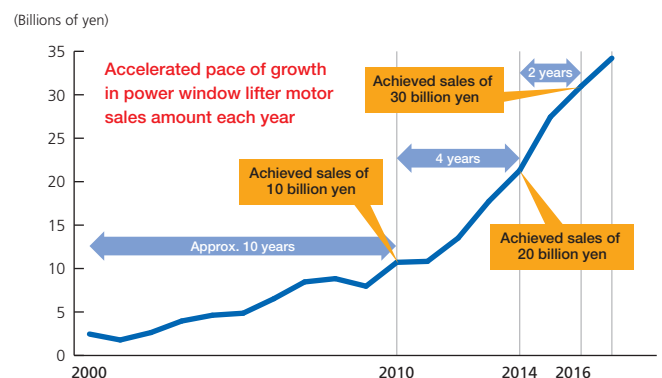 (Billions of yen)
35
30
25
20
15
10
5
0
Accelerated pace of growth
in power window lifter motor
sales amount each year
Approx. 10 years
Achieved sales of
10 billion yen
4 years
Achieved sales of
30 billion yen
2 years
Achieved sales of
20 billion yen
2000
2010
2014
2016